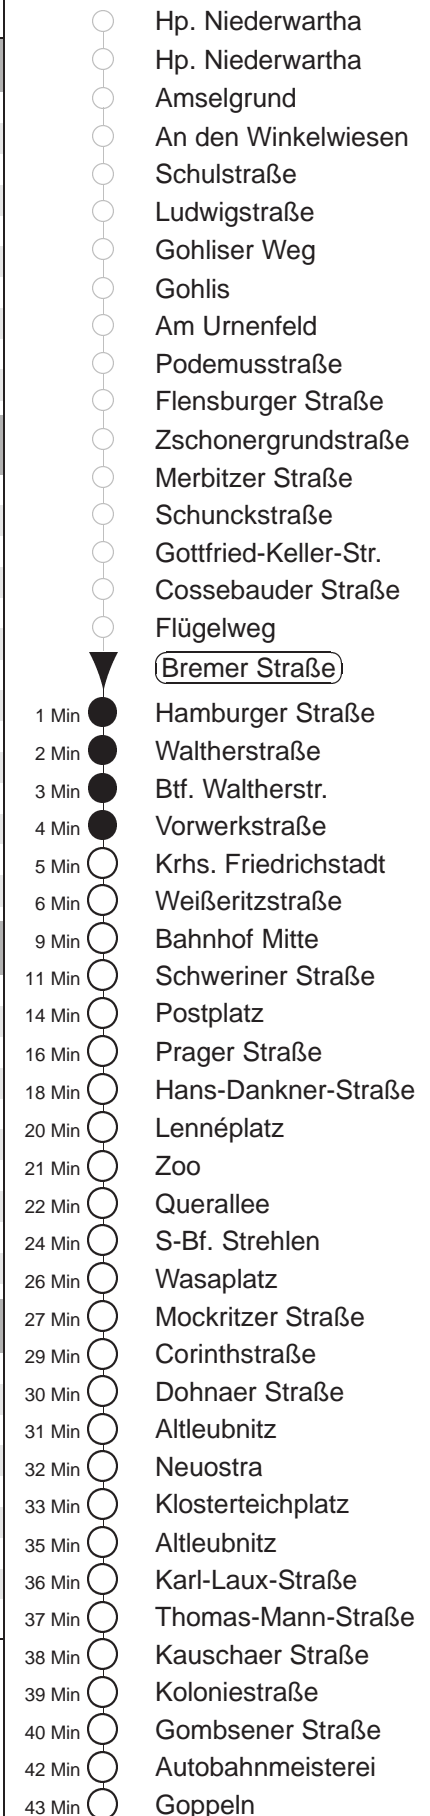 Hp. Niederwartha
Hp. Niederwartha
Amselgrund
An den Winkelwiesen
Schulstraße
Ludwigstraße
Gohliser Weg
Gohlis
Am Urnenfeld
Podemusstraße
Flensburger Straße
Zschonergrundstraße
Merbitzer Straße
Schunckstraße
Gottfried-Keller-Str.
Cossebauder Straße
Flügelweg
Bremer Straße
1 Min Hamburger Straße
2 Min Waltherstraße
3 Min Btf. Waltherstr.
4 Min Vorwerkstraße
5 Min Krhs. Friedrichstadt
6 Min Weißeritzstraße
9 Min Bahnhof Mitte
11 Min Schweriner Straße
14 Min Postplatz
16 Min Prager Straße
18 Min Hans-Dankner-Straße
20 Min Lennéplatz
21 Min Zoo
22 Min Querallee
24 Min S-Bf. Strehlen
26 Min Wasaplatz
27 Min Mockritzer Straße
29 Min Corinthstraße
30 Min Dohnaer Straße
31 Min Altleubnitz
32 Min Neuostra
33 Min Klosterteichplatz
35 Min Altleubnitz
36 Min Karl-Laux-Straße
37 Min Thomas-Mann-Straße
38 Min Kauschaer Straße
39 Min Koloniestraße
40 Min Gombsener Straße
42 Min Autobahnmeisterei
43 Min Goppeln